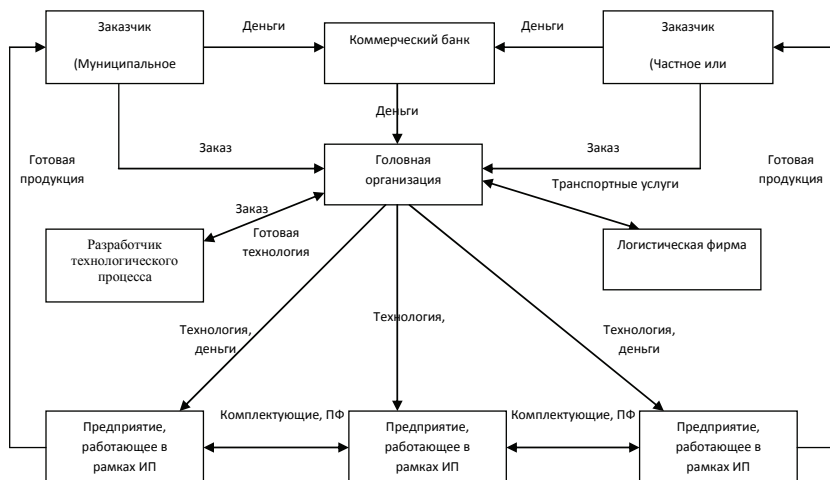 Заказчик
(Муниципальное
Деньги
Коммерческий банк
Деньги
Заказчик
(Частное или
Деньги
Готовая
продукция
Заказ
Головная
организация
Заказ
Готовая
продукция
Транспортные услуги
Заказ
Готовая
технология
Разработчик
технологического
процесса
Логистическая фирма
Технология,
деньги
Технология,
Технология,
деньги
Предприятие,
работающее в
рамках ИП
Комплектующие, ПФ
Предприятие,
работающее в
рамках ИП
Комплектующие, ПФ
Предприятие,
работающее в
рамках ИП